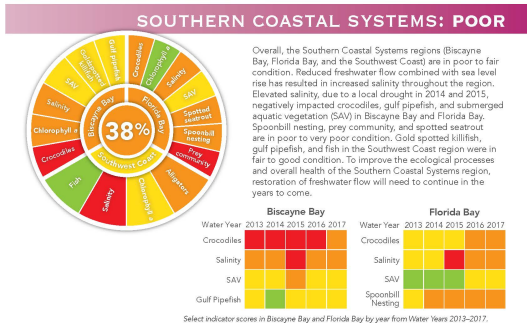 SOUTHERN COASTAL SYSTEMS: POOR
Crocodiles
Chlorophyll a
Salinity
SAV
Spotted
seatrout
Spoonbill
nesting
Prey
community
Alligators
Chlorophyll a
Salinity
Fish
Crocodiles
Chlorophyll a
Salinity
SAV
Goldspotted
killifish
Gulf pipefish
Biscayne Bay
Florida Bay
Southwest Coast
38%
Overall, the Southern Coastal Systems regions (Biscayne
Bay, Florida Bay, and the Southwest Coast) are in poor to fair
condition. Reduced freshwater flow combined with sea level
rise has resulted in increased salinity throughout the region.
Elevated salinity, due to a local drought in 2014 and 2015,
negatively impacted crocodiles, gulf pipefish, and submerged
aquatic vegetation (SAV) in Biscayne Bay and Florida Bay.
Spoonbill nesting, prey community, and spotted seatrout
are in poor to very poor condition. Gold spotted killifish,
gulf pipefish, and fish in the Southwest Coast region were in
fair to good condition. To improve the ecological processes
and overall health of the Southern Coastal Systems region,
restoration of freshwater flow will need to continue in the
years to come.
Biscayne Bay
Water Year 2013 2014 2015 2016 2017
Crocodiles
Salinity
SAV
Gulf Pipefish
Florida Bay
Water Year 2013 2014 2015 2016 2017
Crocodiles
Salinity
SAV
Spoonbill
Nesting
Select indicator scores in Biscayne Bay and Florida Bay by year from Water Years 2013–2017.